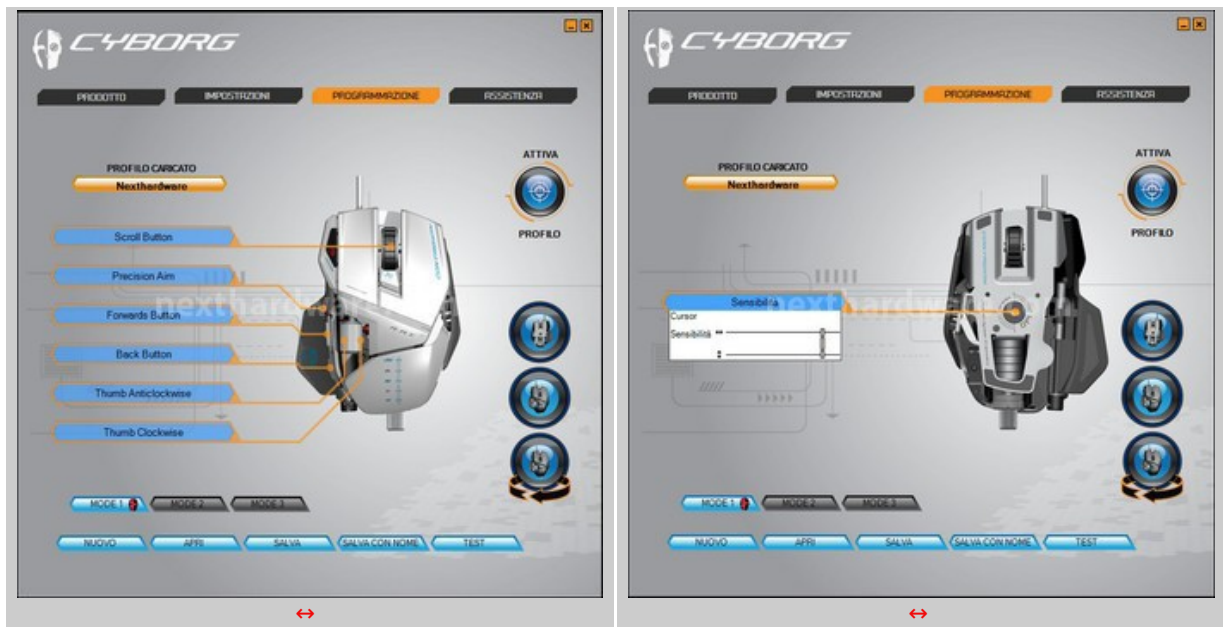 CYBORG
PRODOTTO IMPOSTAZIONI PROGRAMMAZIONE ASSISTENZA
PROFILO CARICATO
Nexthardware
ATTIVA
PROFILO
Scroll Button
Precision Aim
Forwards Button
Back Button
Thumb Anticlockwise
Thumb Clockwise
MODE 1 MODE 2 MODE 3
NUOVO APRI SALVA SALVA CON NOME TEST
CYBORG
PRODOTTO IMPOSTAZIONI PROGRAMMAZIONE ASSISTENZA
PROFILO CARICATO
Nexthardware
ATTIVA
PROFILO
Sensibilità
Cursor
Sensibilità
MODE 1 MODE 2 MODE 3
NUOVO APRI SALVA SALVA CON NOME TEST